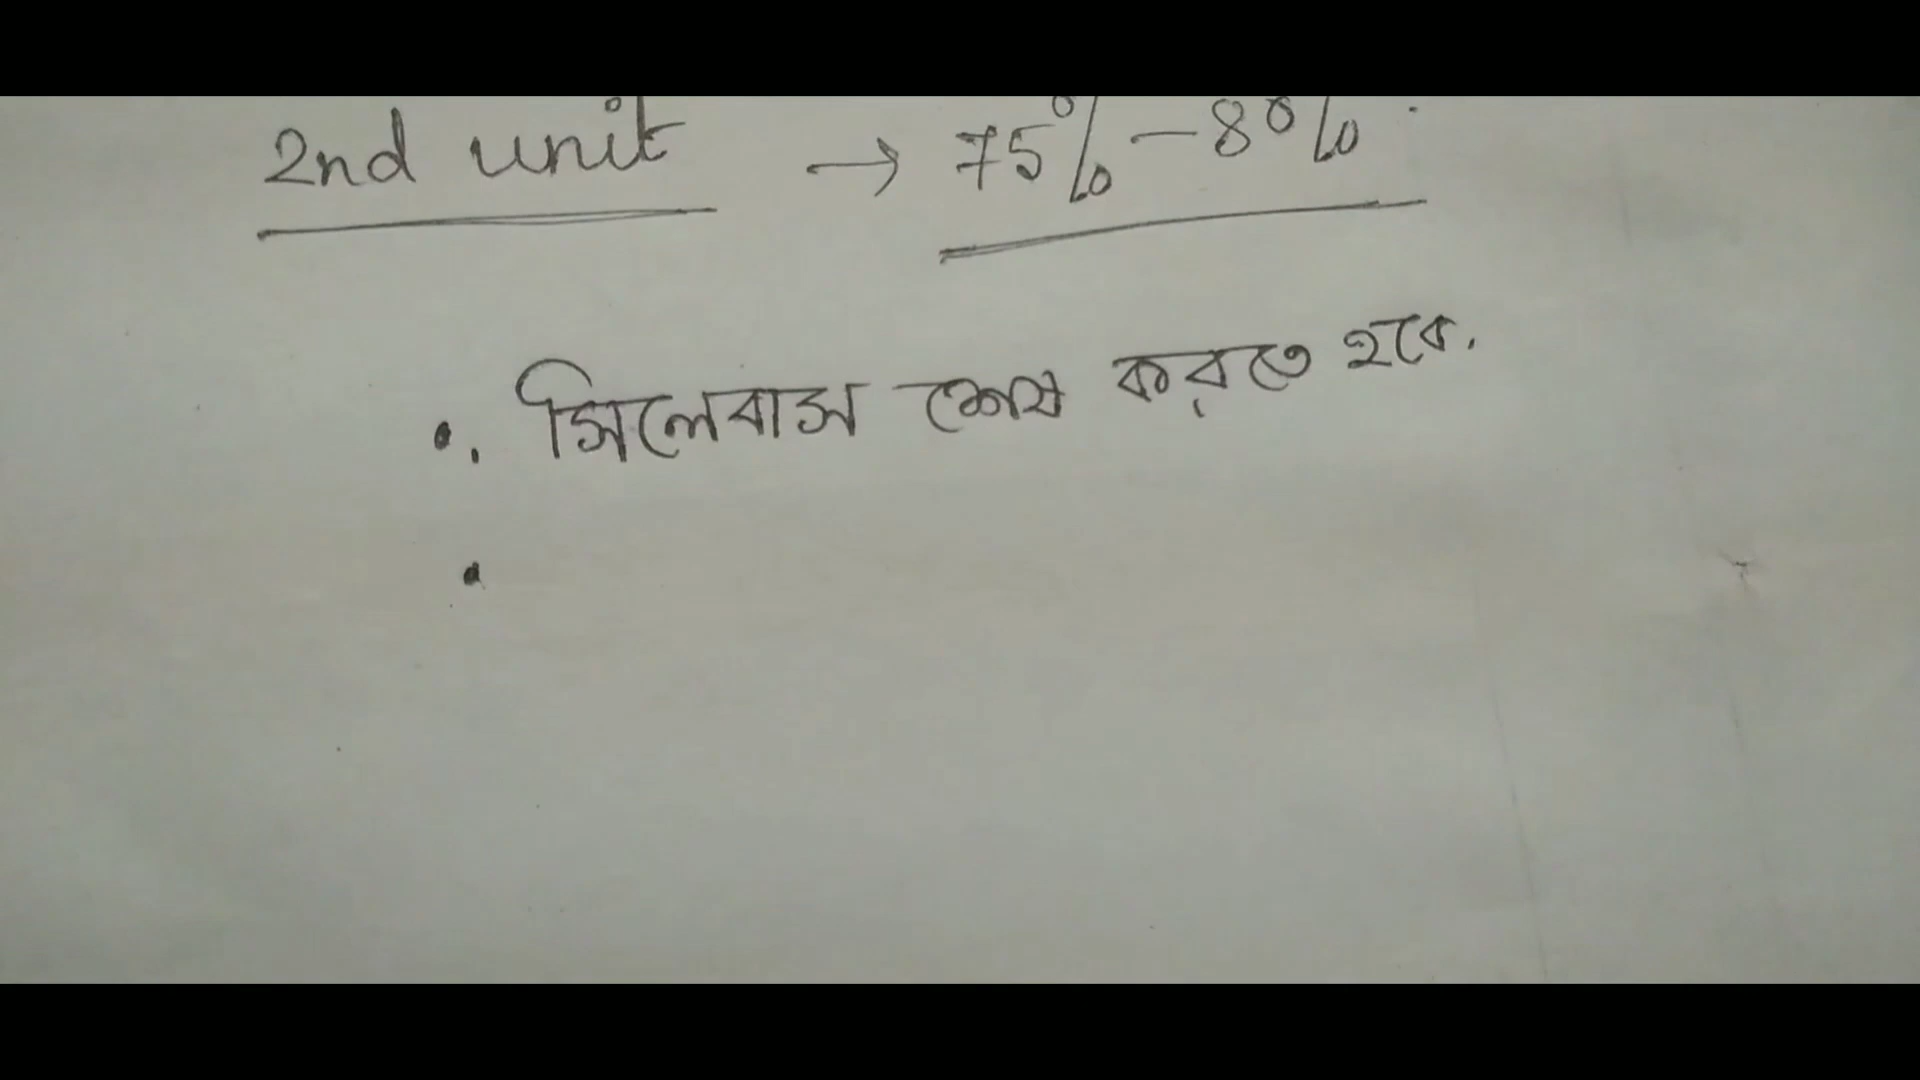 2nd unit → 75% – 80%
• সিলেবাস শেষ করতে হবে.
•